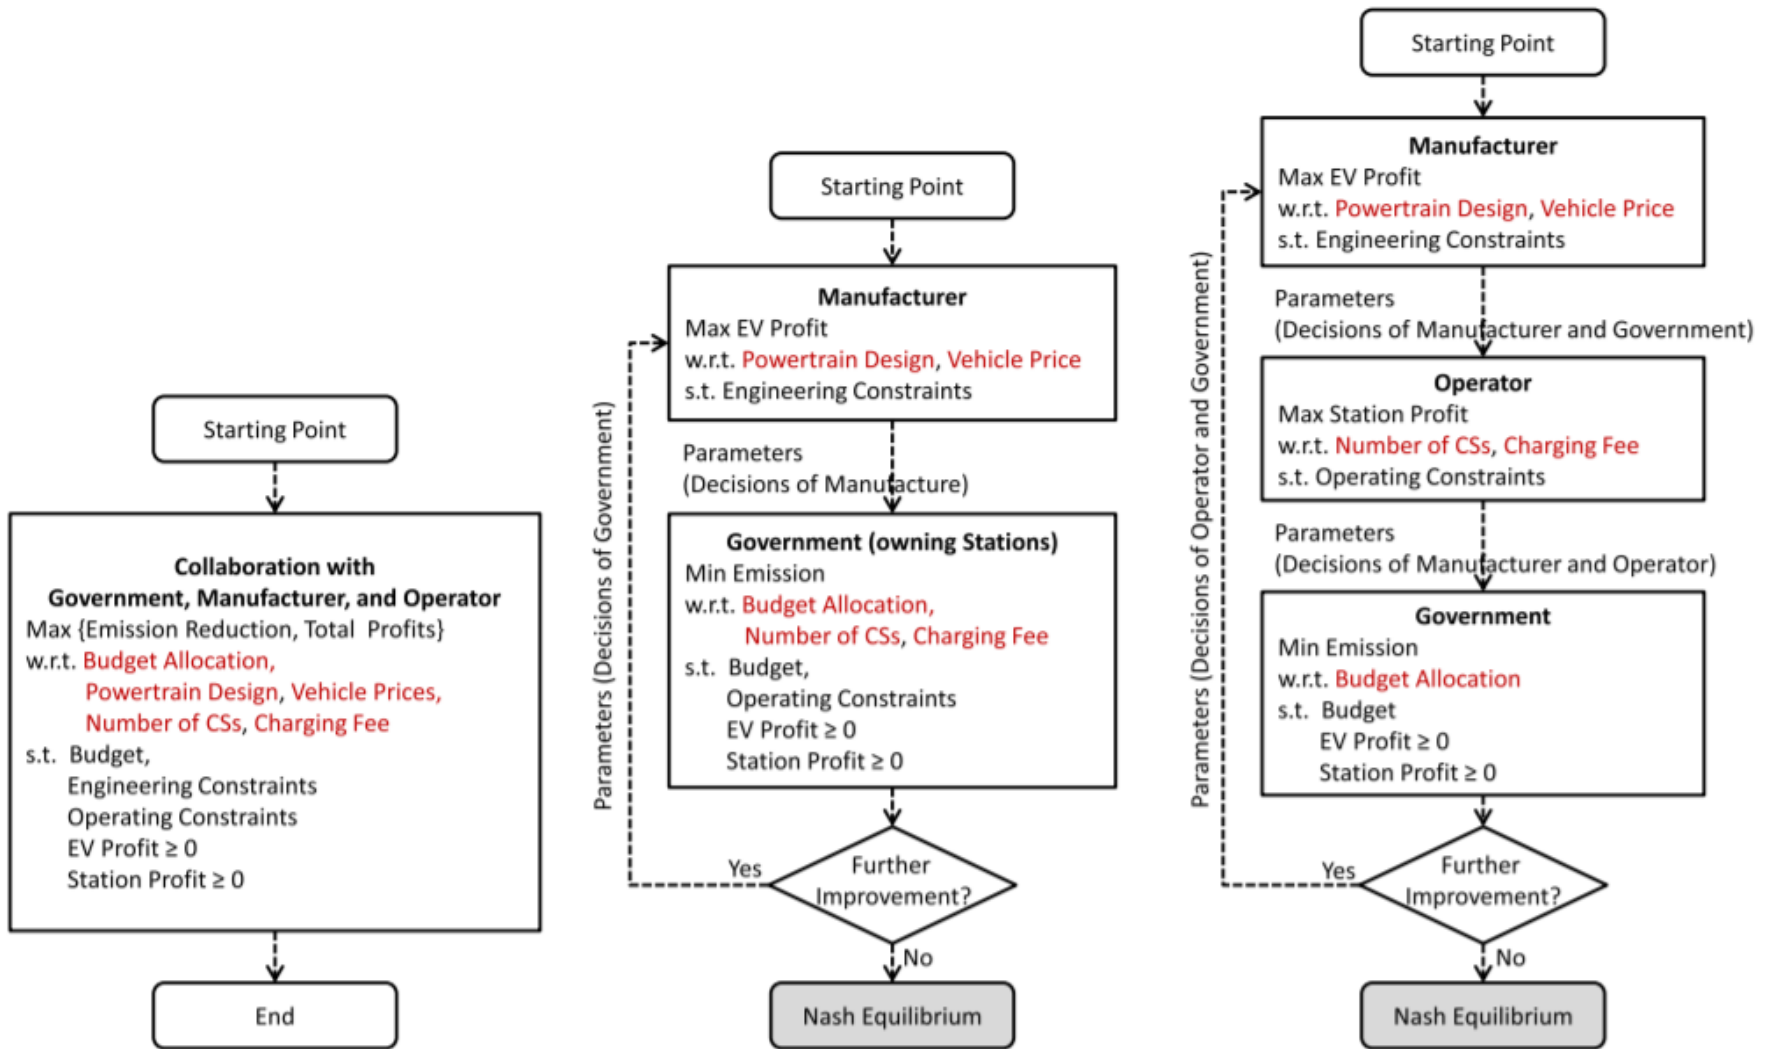 Starting Point
Collaboration with
Government, Manufacturer, and Operator
Max {Emission Reduction, Total Profits}
w.r.t. Budget Allocation,
Powertrain Design, Vehicle Prices,
Number of CSs, Charging Fee
s.t. Budget,
Engineering Constraints
Operating Constraints
EV Profit ≥ 0
Station Profit ≥ 0
End
Starting Point
Manufacturer
Max EV Profit
w.r.t. Powertrain Design, Vehicle Price
s.t. Engineering Constraints
Parameters
(Decisions of Manufacture)
Parameters (Decisions of Government)
Government (owning Stations)
Min Emission
w.r.t. Budget Allocation,
Number of CSs, Charging Fee
s.t. Budget,
Operating Constraints
EV Profit ≥ 0
Station Profit ≥ 0
Yes
Further
Improvement?
No
Nash Equilibrium
Starting Point
Manufacturer
Max EV Profit
w.r.t. Powertrain Design, Vehicle Price
s.t. Engineering Constraints
Parameters
(Decisions of Manufacturer and Government)
Parameters (Decisions of Operator and Government)
Operator
Max Station Profit
w.r.t. Number of CSs, Charging Fee
s.t. Operating Constraints
Parameters
(Decisions of Manufacturer and Operator)
Government
Min Emission
w.r.t. Budget Allocation
s.t. Budget
EV Profit ≥ 0
Station Profit ≥ 0
Yes
Further
Improvement?
No
Nash Equilibrium